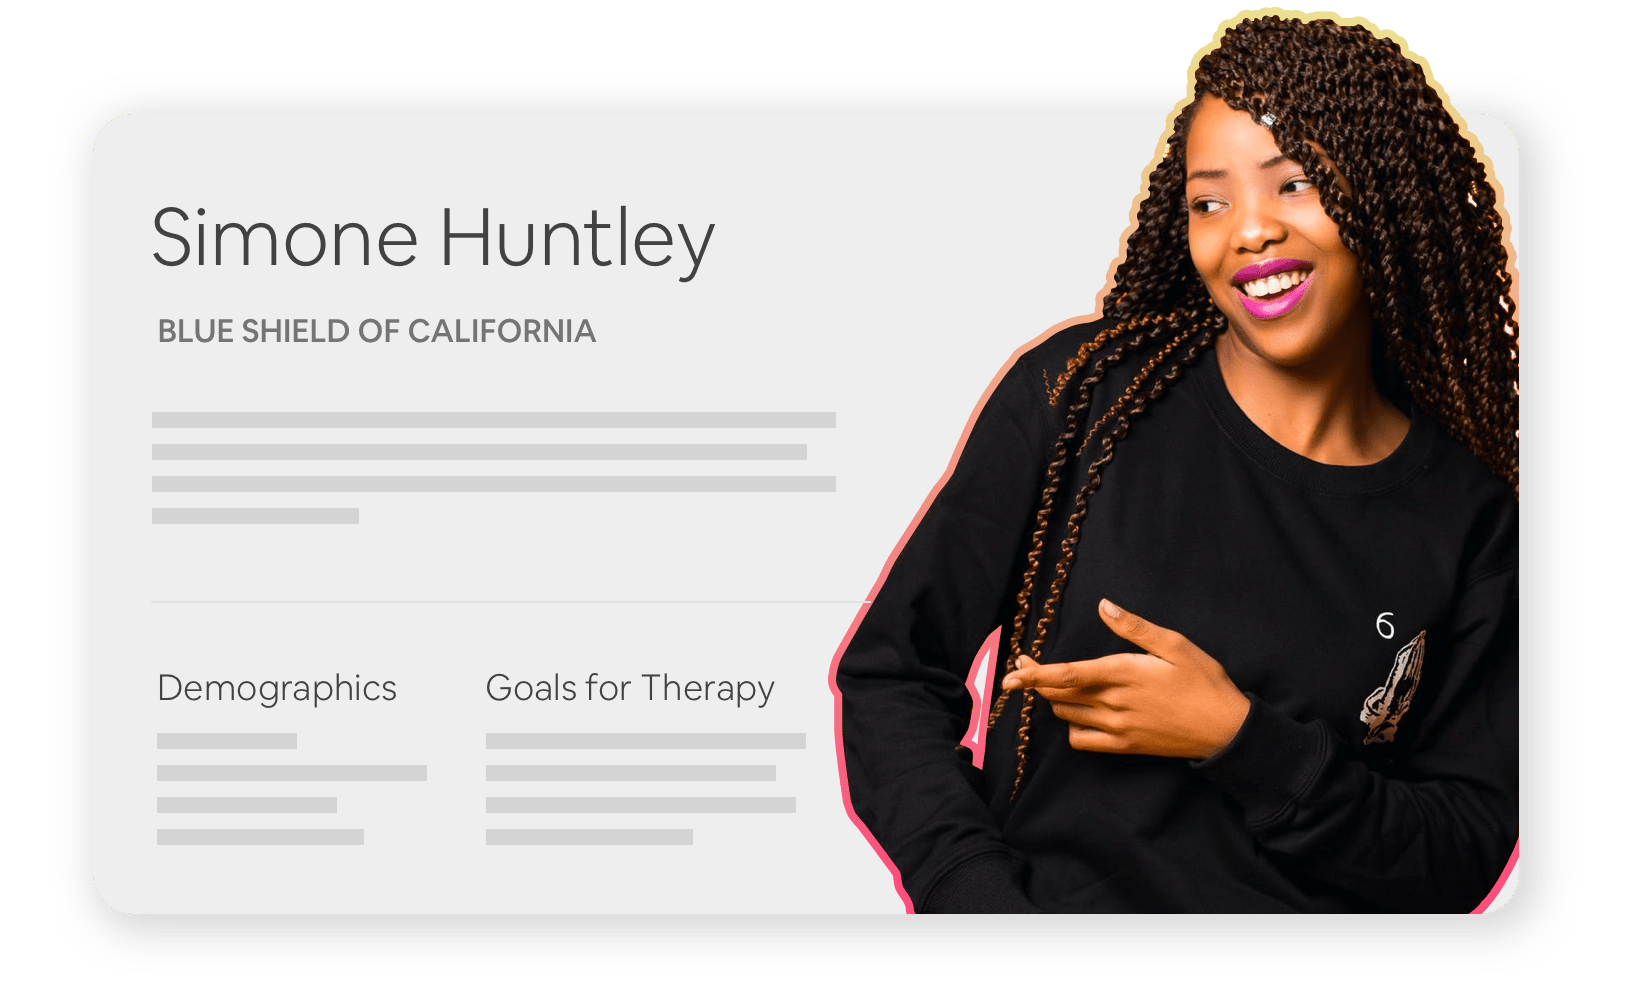 Simone Huntley
BLUE SHIELD OF CALIFORNIA
Demographics
Goals for Therapy
6